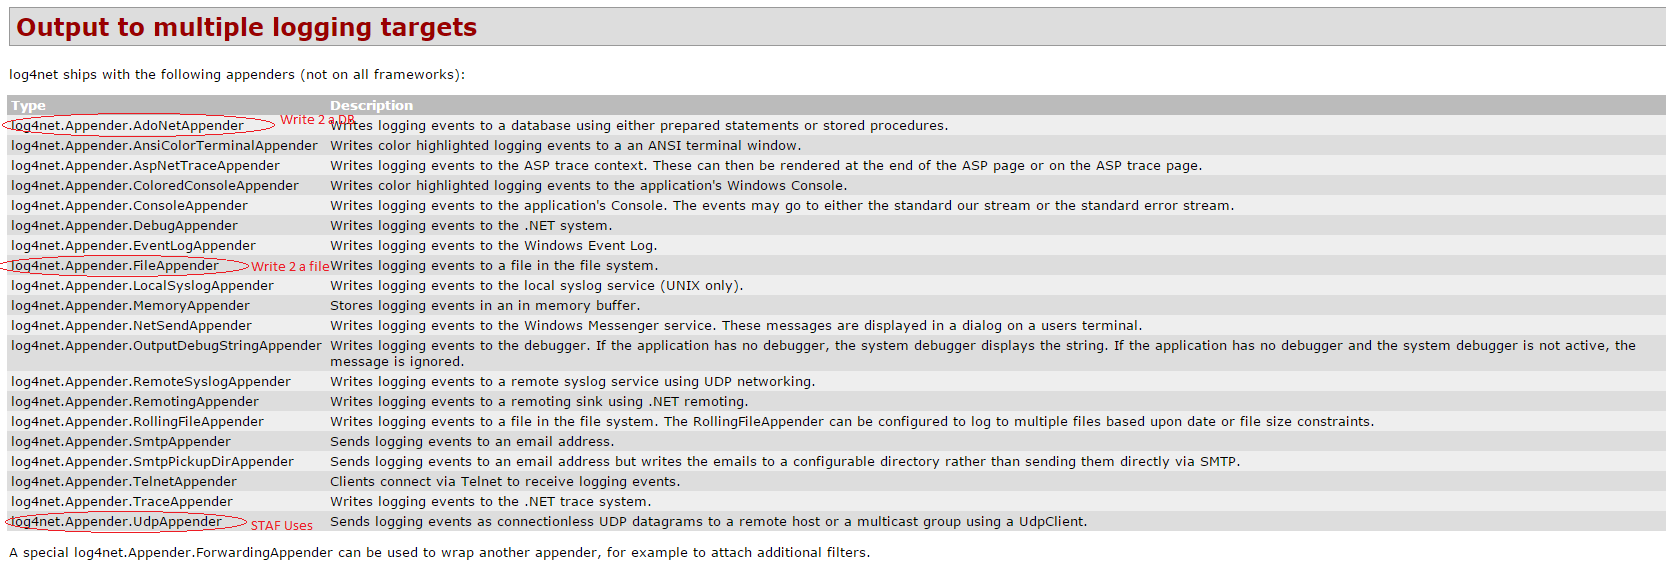 Output to multiple logging targets
log4net ships with the following appenders (not on all frameworks):
Type Description
log4net.Appender.AdoNetAppender Write 2 a DB Writes logging events to a database using either prepared statements or stored procedures.
log4net.Appender.AnsiColorTerminalAppender Writes color highlighted logging events to a an ANSI terminal window.
log4net.Appender.AspNetTraceAppender Writes logging events to the ASP trace context. These can then be rendered at the end of the ASP page or on the ASP trace page.
log4net.Appender.ColoredConsoleAppender Writes color highlighted logging events to the application's Windows Console.
log4net.Appender.ConsoleAppender Writes logging events to the application's Console. The events may go to either the standard our stream or the standard error stream.
log4net.Appender.DebugAppender Writes logging events to the .NET system.
log4net.Appender.EventLogAppender Writes logging events to the Windows Event Log.
log4net.Appender.FileAppender Write 2 a file Writes logging events to a file in the file system.
log4net.Appender.LocalSyslogAppender Writes logging events to the local syslog service (UNIX only).
log4net.Appender.MemoryAppender Stores logging events in an in memory buffer.
log4net.Appender.NetSendAppender Writes logging events to the Windows Messenger service. These messages are displayed in a dialog on a users terminal.
log4net.Appender.OutputDebugStringAppender Writes logging events to the debugger. If the application has no debugger, the system debugger displays the string. If the application has no debugger and the system debugger is not active, the
message is ignored.
log4net.Appender.RemoteSyslogAppender Writes logging events to a remote syslog service using UDP networking.
log4net.Appender.RemotingAppender Writes logging events to a remoting sink using .NET remoting.
log4net.Appender.RollingFileAppender Writes logging events to a file in the file system. The RollingFileAppender can be configured to log to multiple files based upon date or file size constraints.
log4net.Appender.SmtpAppender Sends logging events to an email address.
log4net.Appender.SmtpPickupDirAppender Sends logging events to an email address but writes the emails to a configurable directory rather than sending them directly via SMTP.
log4net.Appender.TelnetAppender Clients connect via Telnet to receive logging events.
log4net.Appender.TraceAppender Writes logging events to the .NET trace system.
log4net.Appender.UdpAppender STAF Uses Sends logging events as connectionless UDP datagrams to a remote host or a multicast group using a UdpClient.
A special log4net.Appender.ForwardingAppender can be used to wrap another appender, for example to attach additional filters.